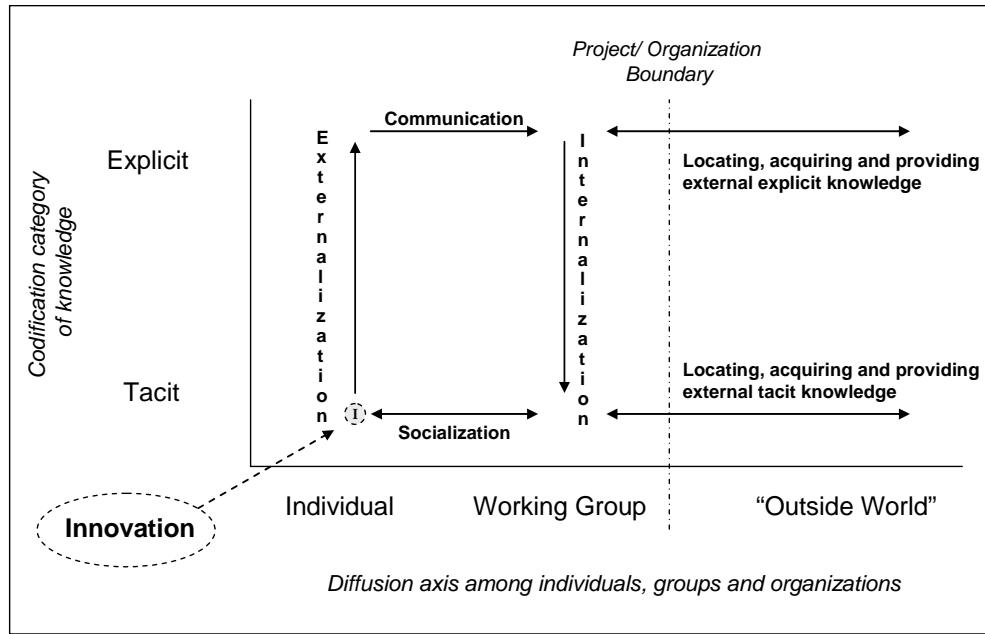 Project/ Organization
Boundary
Communication
Explicit
Externalization
Internalization
Locating, acquiring and providing
external explicit knowledge
Codification category
of knowledge
Tacit
Locating, acquiring and providing
external tacit knowledge
I
Socialization
Innovation
Individual
Working Group
“Outside World”
Diffusion axis among individuals, groups and organizations